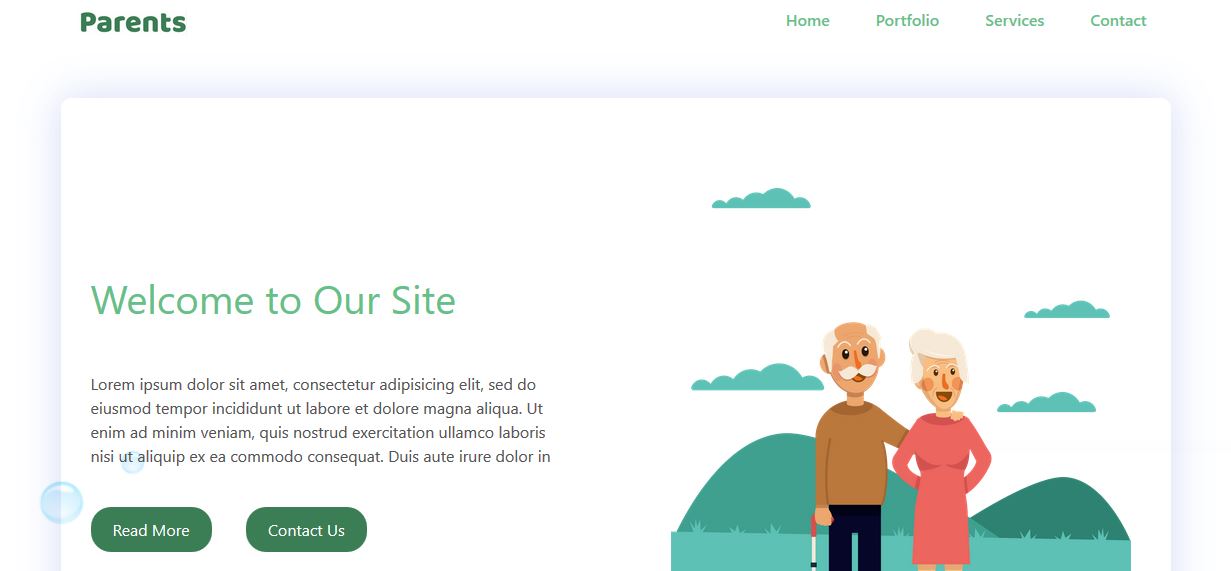 Parents
Home Portfolio Services Contact
Welcome to Our Site
Lorem ipsum dolor sit amet, consectetur adipisicing elit, sed do
eiusmod tempor incididunt ut labore et dolore magna aliqua. Ut
enim ad minim veniam, quis nostrud exercitation ullamco laboris
nisi ut aliquip ex ea commodo consequat. Duis aute irure dolor in
Read More Contact Us